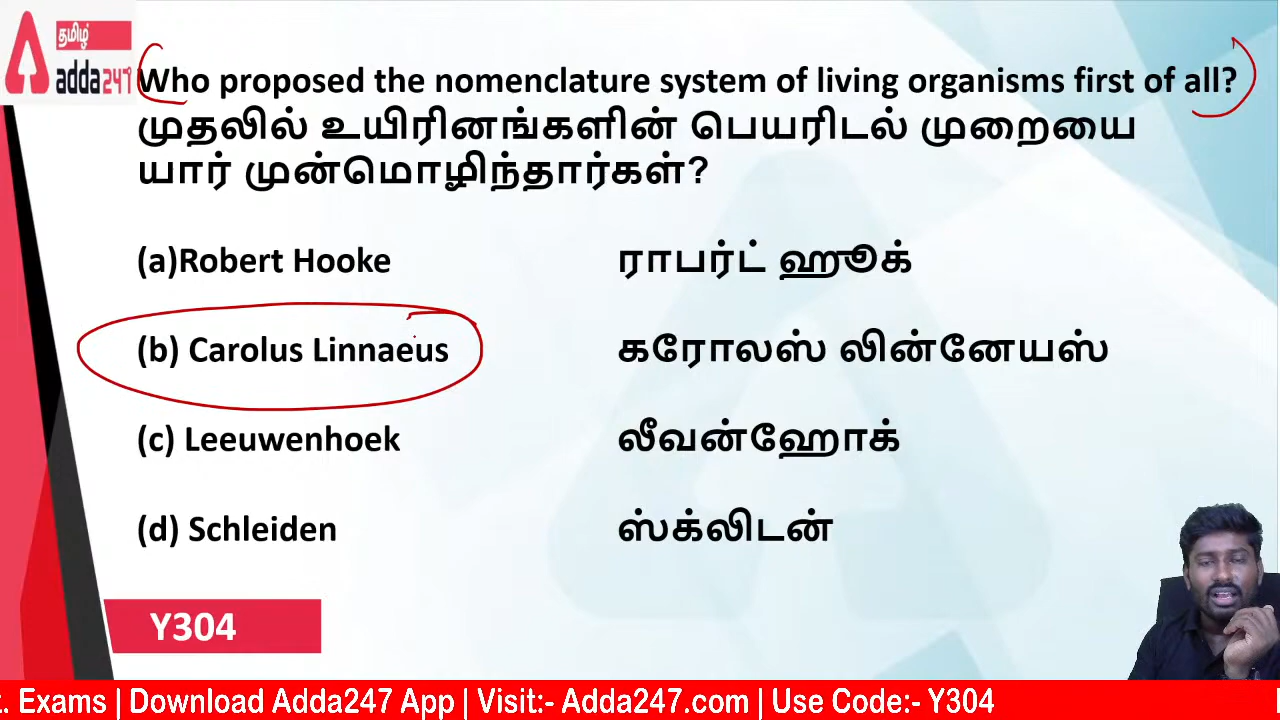 தமிழ்
adda247
Who proposed the nomenclature system of living organisms first of all?
முதலில் உயிரினங்களின் பெயரிடல் முறையை
யார் முன்மொழிந்தார்கள்?
(a)Robert Hooke ராபர்ட் ஹூக்
(b) Carolus Linnaeus கரோலஸ் லின்னேயஸ்
(c) Leeuwenhoek லீவன்ஹோக்
(d) Schleiden ஸ்க்லிடன்
Y304
t. Exams | Download Adda247 App | Visit:- Adda247.com | Use Code:- Y304